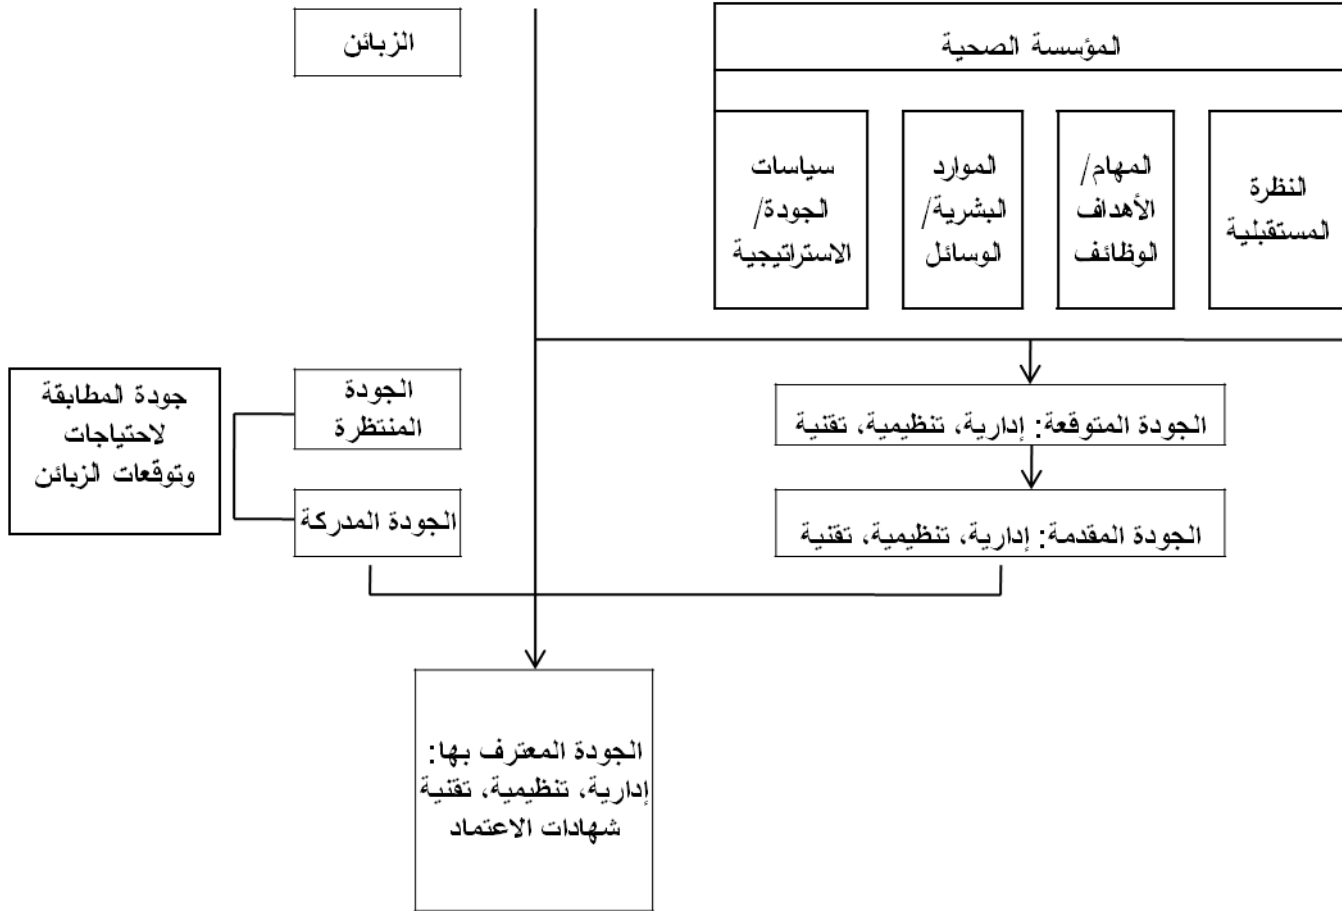 المؤسسة الصحية
الزبائن
النظرة
المستقبلية
المهام/
الأهداف
الوظائف
الموارد
البشرية/
الوسائل
سياسات
الجودة/
الاستراتيجية
الجودة المتوقعة: إدارية، تنظيمية، تقنية
الجودة المقدمة: إدارية، تنظيمية، تقنية
الجودة
المنتظرة
الجودة المدركة
جودة المطابقة
لاحتياجات
وتوقعات الزبائن
الجودة المعترف بها:
إدارية، تنظيمية، تقنية
شهادات الاعتماد